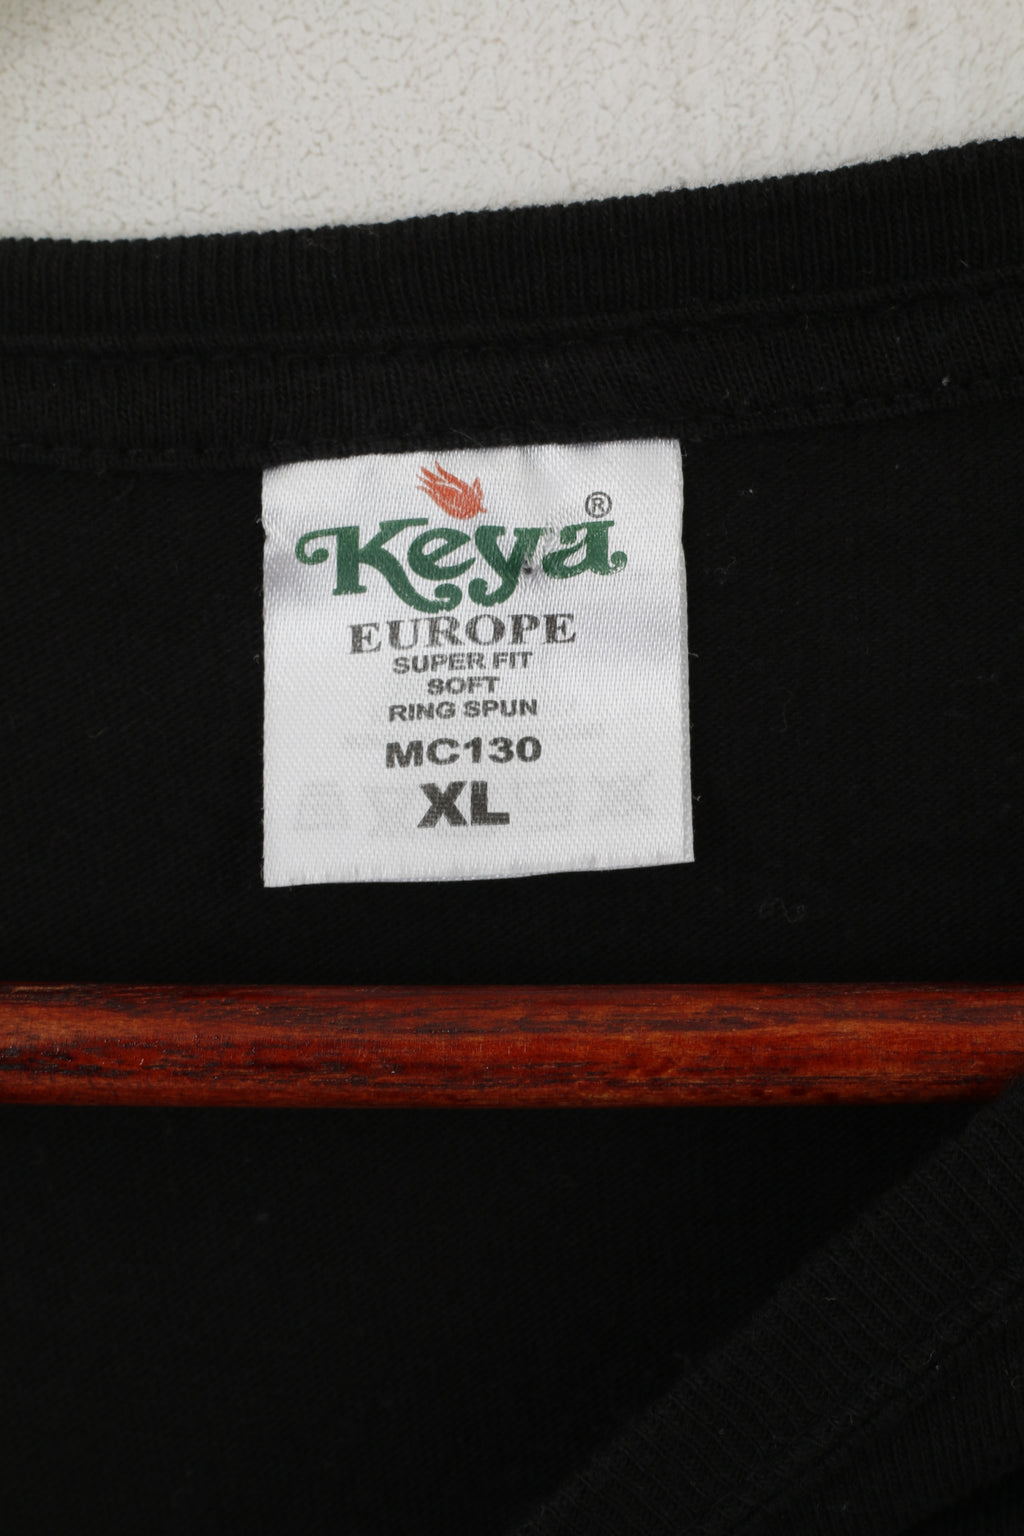 Keya®
EUROPE
SUPER FIT
SOFT
RING SPUN
MC130
XL